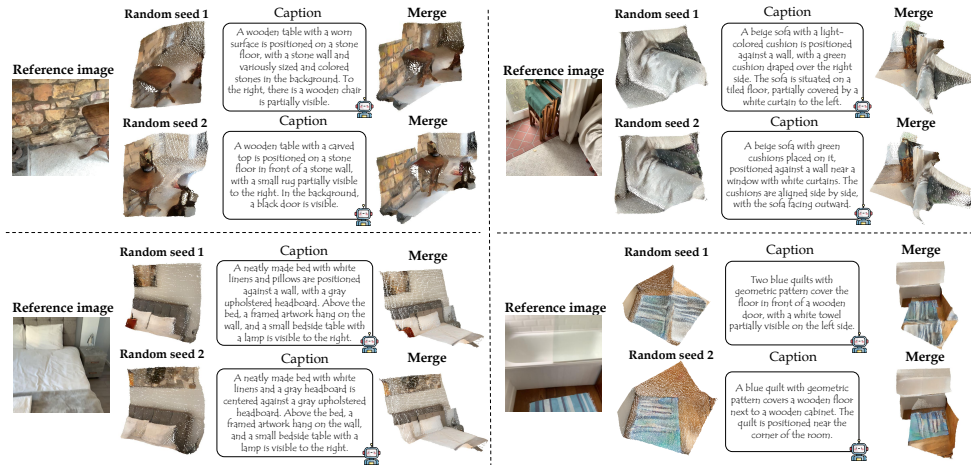 Random seed 1
Caption
Merge
Reference image
A wooden table with a worn
surface is positioned on a stone
floor, with a stone wall and
variously sized and colored
stones in the background. To
the right, there is a wooden chair
is partially visible.
Random seed 2
Caption
A wooden table with a carved
top is positioned on a stone
floor in front of a stone wall,
with a small rug partially visible
to the right. In the background,
a black door is visible.
Random seed 1
Caption
Merge
Reference image
A beige sofa with a light-
colored cushion is positioned
against a wall, with a green
cushion draped over the right
side. The sofa is situated on a
tiled floor, partially covered by a
white curtain to the left.
Random seed 2
Caption
Merge
A beige sofa with green
cushions placed on it,
positioned against a wall near a
window with white curtains. The
cushions are aligned side by side,
with the sofa facing outward.
Random seed 1
Caption
Merge
Reference image
A neatly made bed with white
linens and pillows are positioned
against a wall, with a gray
upholstered headboard. Above the
bed, a framed artwork hang on the
wall, and a small bedside table with
a lamp is visible to the right.
Random seed 2
Caption
Merge
A neatly made bed with white
linens and a gray headboard is
centered against a gray upholstered
headboard. Above the bed, a
framed artwork hang on the wall,
and a small bedside table with a
lamp is visible to the right.
Random seed 1
Caption
Merge
Reference image
Two blue quilts with
geometric pattern cover the
floor in front of a wooden
door, with a white towel
partially visible on the left side.
Random seed 2
Caption
Merge
A blue quilt with geometric
pattern covers a wooden floor
next to a wooden cabinet. The
quilt is positioned near the
corner of the room.